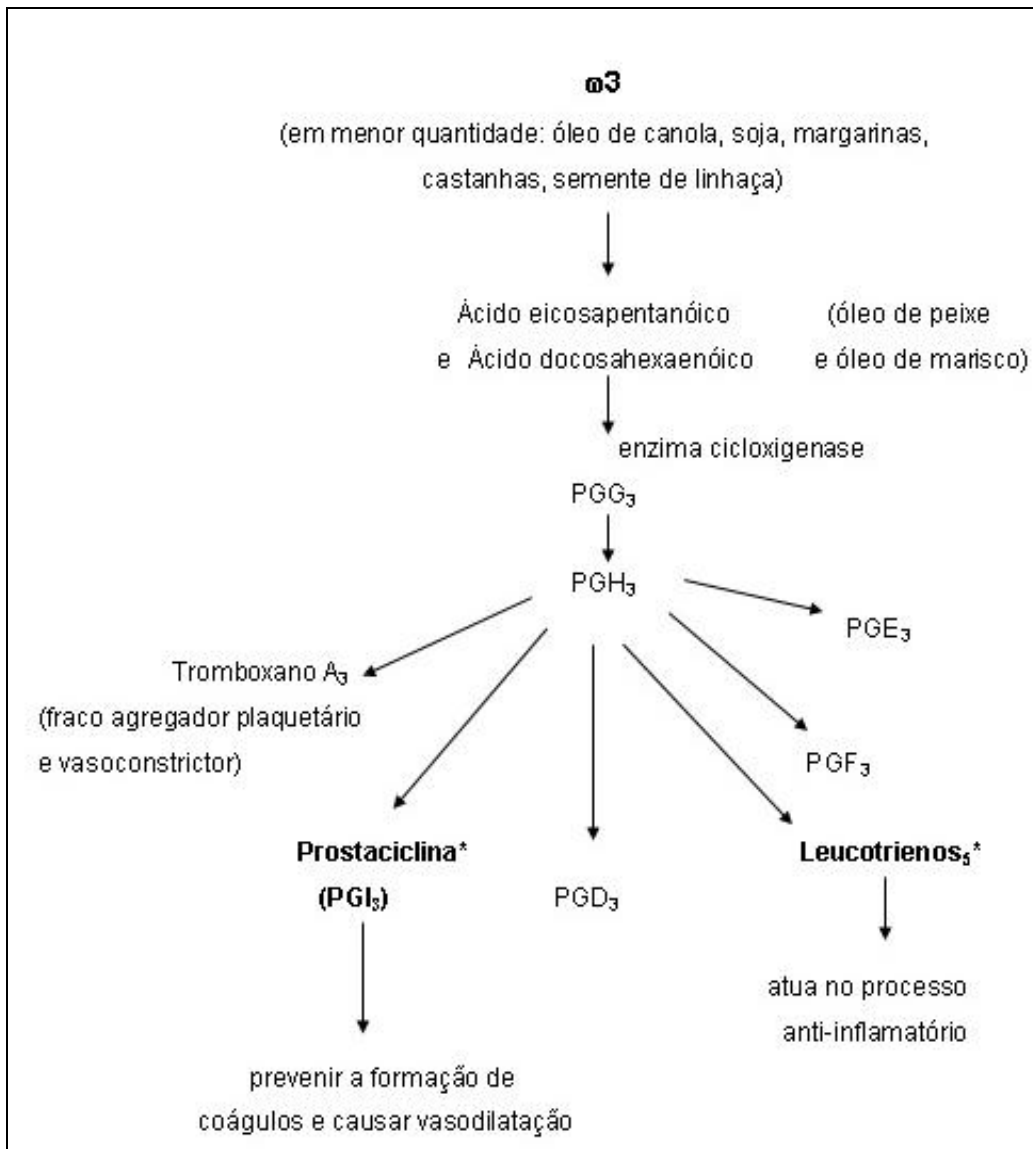 ω3
(em menor quantidade: óleo de canola, soja, margarinas,
castanhas, semente de linhaça)
Ácido eicosapentanóico (óleo de peixe
e Ácido docosahexaenóico e óleo de marisco)
enzima cicloxigenase
PGG₃
PGH₃
PGE₃
Tromboxano A₃
(fraco agregador plaquetário
e vasoconstrictor)
PGF₃
Prostaciclina*
(PGI₃)
PGD₃
Leucotrienos₅*
atua no processo
anti-inflamatório
prevenir a formação de
coágulos e causar vasodilatação